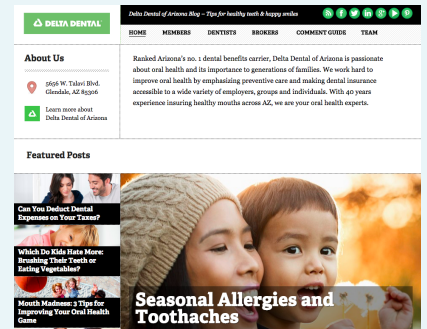 DELTA DENTAL
Delta Dental of Arizona Blog – Tips for healthy teeth & happy smiles
HOME MEMBERS DENTISTS BROKERS COMMENT GUIDE TEAM
About Us
5656 W. Talavi Blvd.
Glendale, AZ 85306
Learn more about
Delta Dental of Arizona
Ranked Arizona's no. 1 dental benefits carrier, Delta Dental of Arizona is passionate
about oral health and its importance to generations of families. We work hard to
improve oral health by emphasizing preventive care and making dental insurance
accessible to a wide variety of employers, groups and individuals. With 40 years
experience insuring healthy mouths across AZ, we are your oral health experts.
Featured Posts
Can You Deduct Dental
Expenses on Your Taxes?
Which Do Kids Hate More:
Brushing Their Teeth or
Eating Vegetables?
Mouth Madness: 3 Tips for
Improving Your Oral Health
Game
Seasonal Allergies and
Toothaches